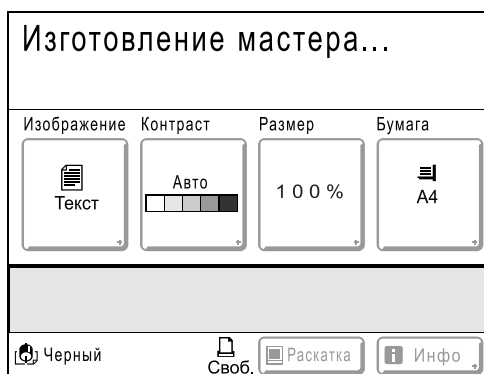 Изготовление мастера...
Изображение Контраст Размер Бумага
Текст Авто 100% A4
Черный Своб. Раскатка Инфо